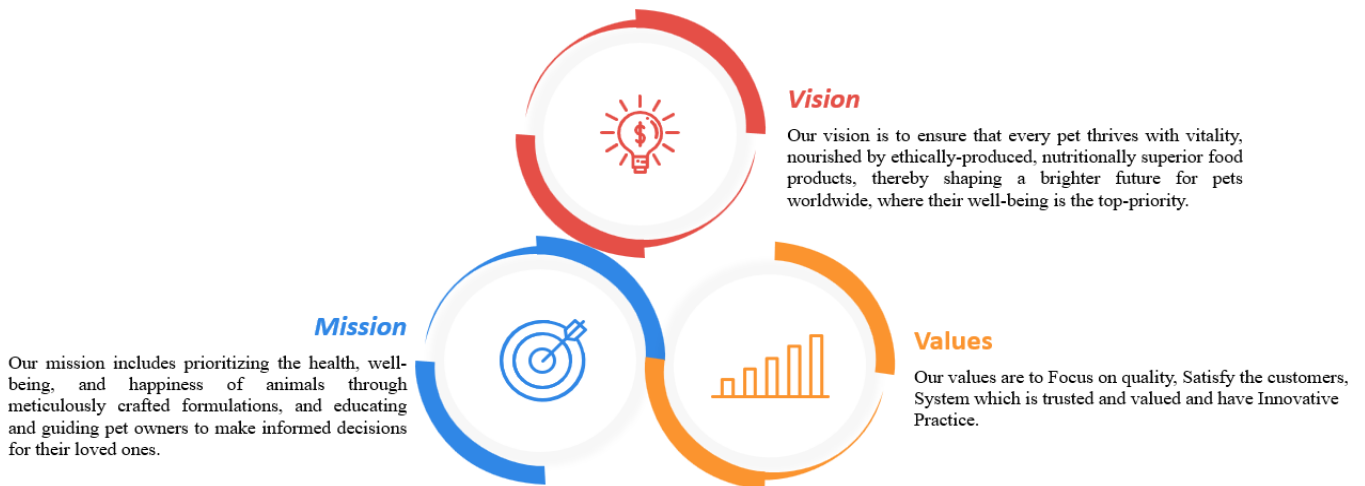 Vision
Our vision is to ensure that every pet thrives with vitality,
nourished by ethically-produced, nutritionally superior food
products, thereby shaping a brighter future for pets
worldwide, where their well-being is the top-priority.
Mission
Our mission includes prioritizing the health, well-
being, and happiness of animals through
meticulously crafted formulations, and educating
and guiding pet owners to make informed decisions
for their loved ones.
Values
Our values are to Focus on quality, Satisfy the customers,
System which is trusted and valued and have Innovative
Practice.
$